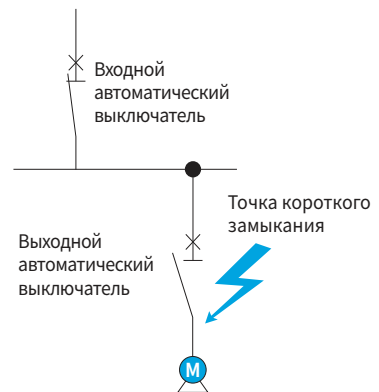 Входной
автоматический
выключатель
Точка короткого
замыкания
Выходной
автоматический
выключатель
M